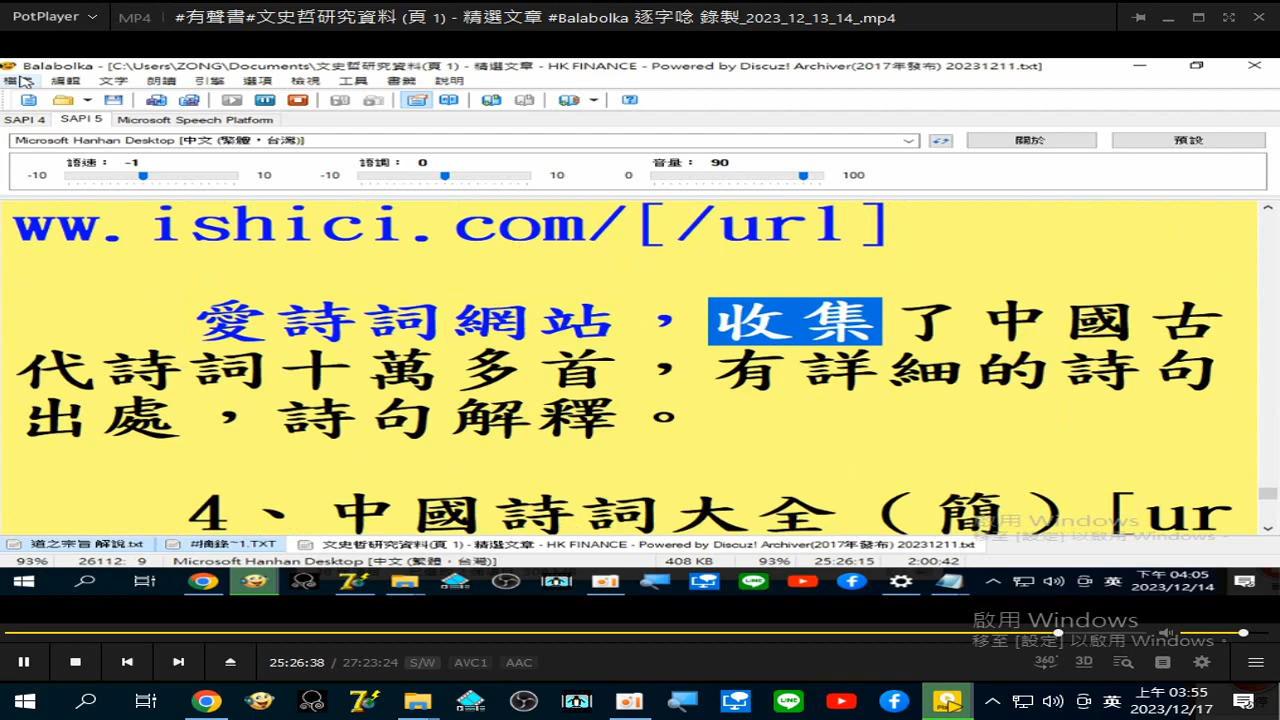 PotPlayer MP4 #有聲書#文史哲研究資料 (頁 1) - 精選文章 #Balabolka 逐字唸 錄製_2023_12_13_14_.mp4
Balabolka - [C:\Users\ZONG\Documents\文史哲研究資料(頁 1) - 精選文章 - HK FINANCE - Powered by Discuz! Archiver(2017年發布) 20231211.txt]
檔案 編輯 文字 朗讀 引擎 選項 檢視 工具 書籤 說明
SAPI 4 SAPI 5 Microsoft Speech Platform
Microsoft Hanhan Desktop [中文 (繁體，台灣)] 關於 預設
語速： -1 語調： 0 音量： 90
-10 10 -10 10 0 100
ww.ishici.com/[/url]
愛詩詞網站，收集了中國古
代詩詞十萬多首，有詳細的詩句
出處，詩句解釋。
4、中國詩詞大全（簡）「ur
啟用 Windows
移至 [設定] 以啟用 Windows。
道之宗旨 解說.txt #摘錄~1.TXT 文史哲研究資料(頁 1) - 精選文章 - HK FINANCE - Powered by Discuz! Archiver(2017年發布) 20231211.txt
93% 26112: 9 Microsoft Hanhan Desktop [中文 (繁體，台灣)] 408 KB 93% 25:26:15 2:00:42
英 下午 04:05
2023/12/14
啟用 Windows
移至 [設定] 以啟用 Windows。
25:26:38 / 27:23:24 S/W AVC1 AAC 360° 3D
英 上午 03:55
2023/12/17